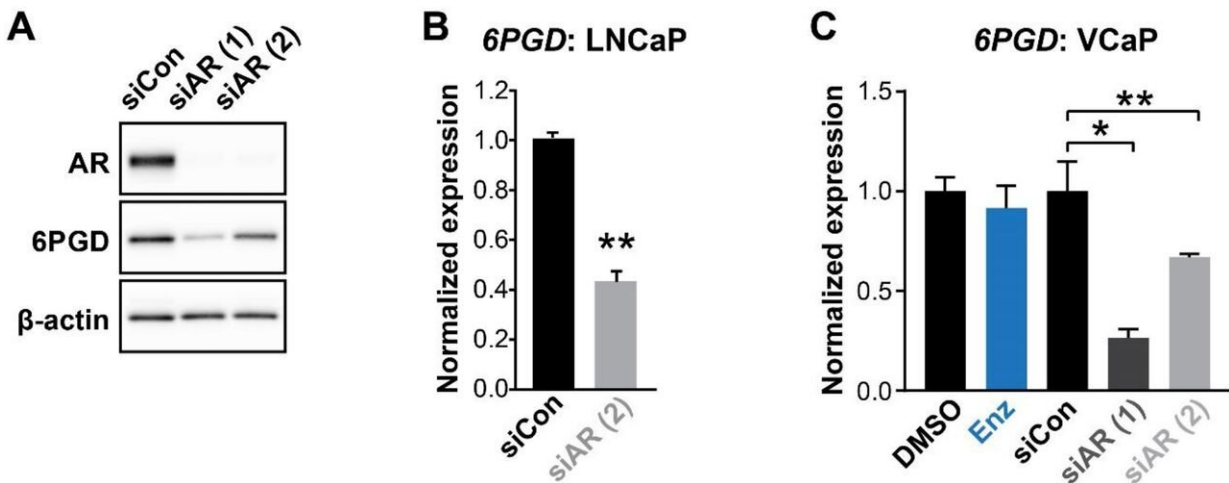 A
siCon
siAR (1)
siAR (2)
AR
6PGD
β-actin
B
6PGD: LNCaP
Normalized expression
1.2
1.0
0.8
0.6
0.4
0.2
0.0
**
siCon
siAR (2)
C
6PGD: VCaP
Normalized expression
1.5
1.0
0.5
0.0
**
*
DMSO
Enz
siCon
siAR (1)
siAR (2)